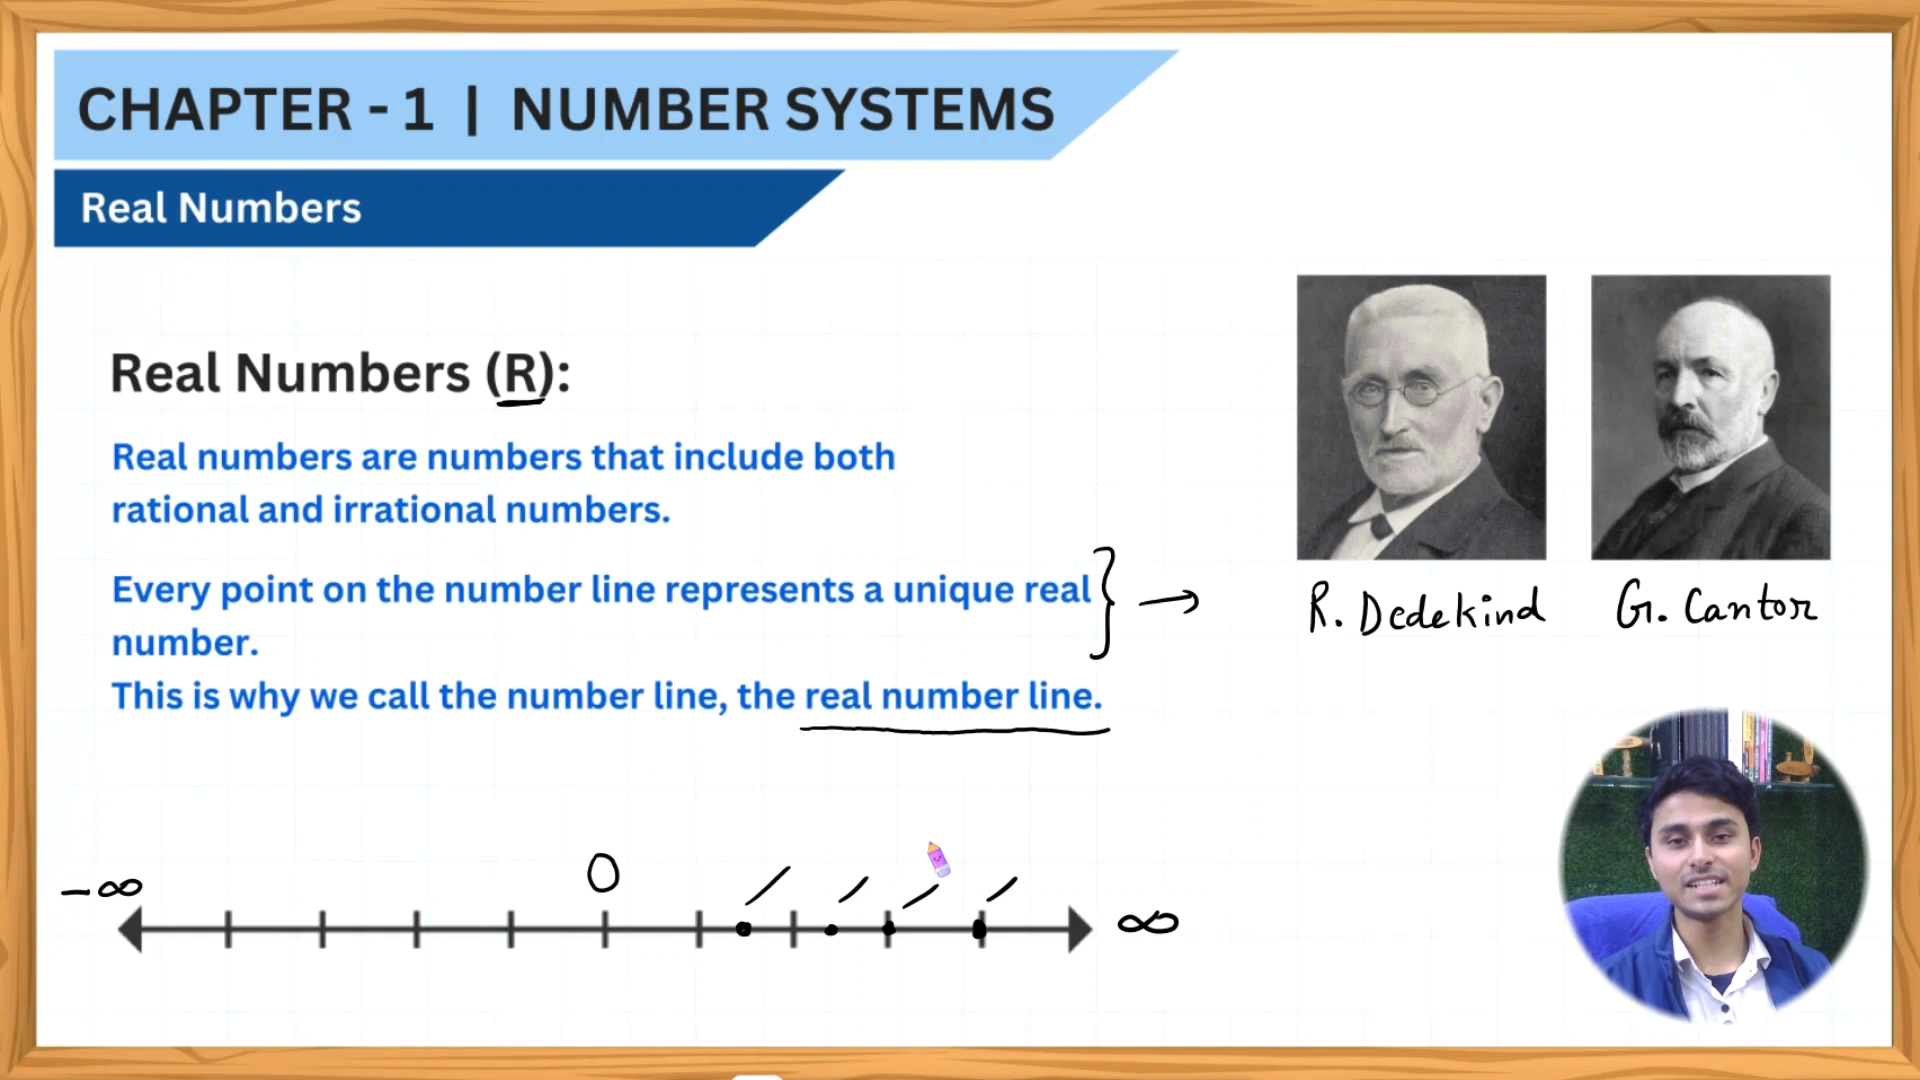 CHAPTER - 1 | NUMBER SYSTEMS
Real Numbers
Real Numbers (R):
Real numbers are numbers that include both
rational and irrational numbers.
Every point on the number line represents a unique real
number.
This is why we call the number line, the real number line.
R. Dedekind
G. Cantor
-∞
0
∞